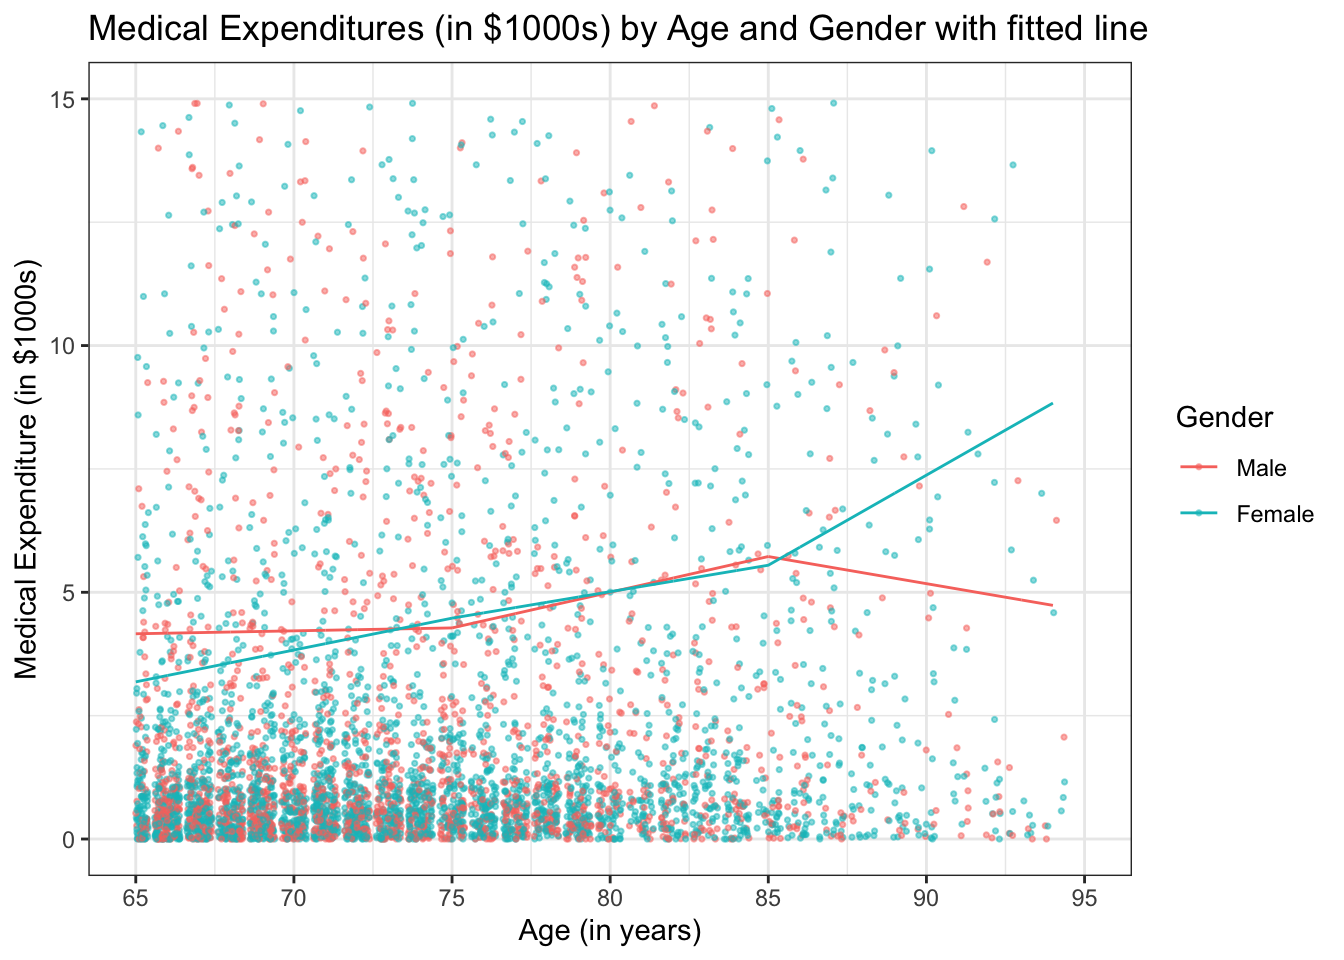 Medical Expenditures (in $1000s) by Age and Gender with fitted line
15
10
5
0
Medical Expenditure (in $1000s)
65 70 75 80 85 90 95
Age (in years)
Gender
Male
Female